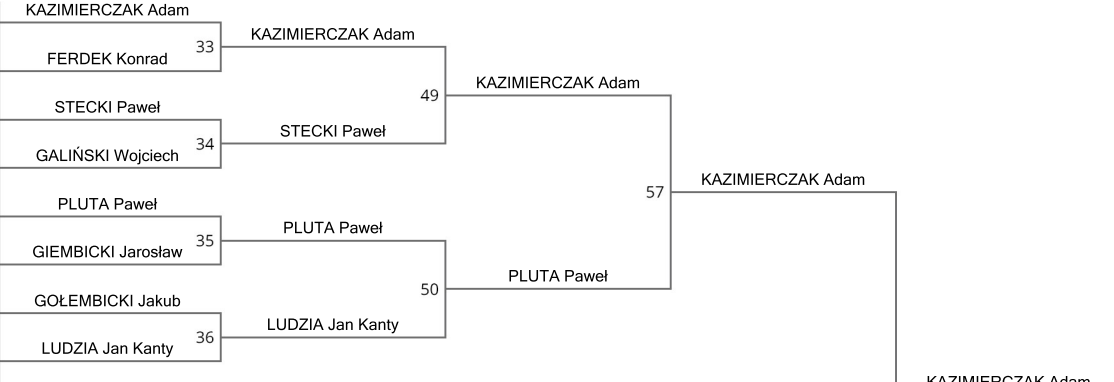 KAZIMIERCZAK Adam
33
FERDEK Konrad
KAZIMIERCZAK Adam
49
STECKI Paweł
34
GALIŃSKI Wojciech
STECKI Paweł
KAZIMIERCZAK Adam
57
PLUTA Paweł
35
GIEMBICKI Jarosław
PLUTA Paweł
50
GOŁEMBICKI Jakub
36
LUDZIA Jan Kanty
LUDZIA Jan Kanty
PLUTA Paweł
KAZIMIERCZAK Adam
KAZIMIERCZAK Adam